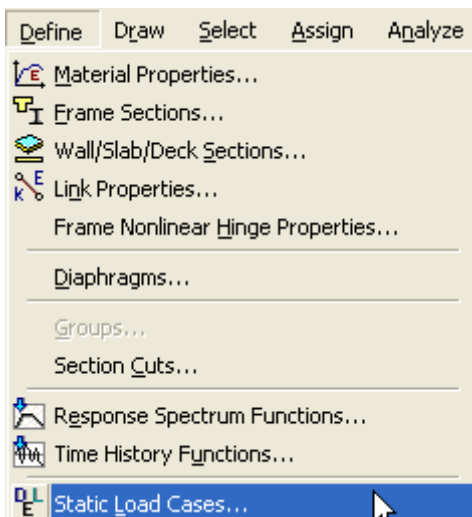 Define Draw Select Assign Analyze
Material Properties...
Frame Sections...
Wall/Slab/Deck Sections...
Link Properties...
Frame Nonlinear Hinge Properties...
Diaphragms...
Groups...
Section Cuts...
Response Spectrum Functions...
Time History Functions...
Static Load Cases...